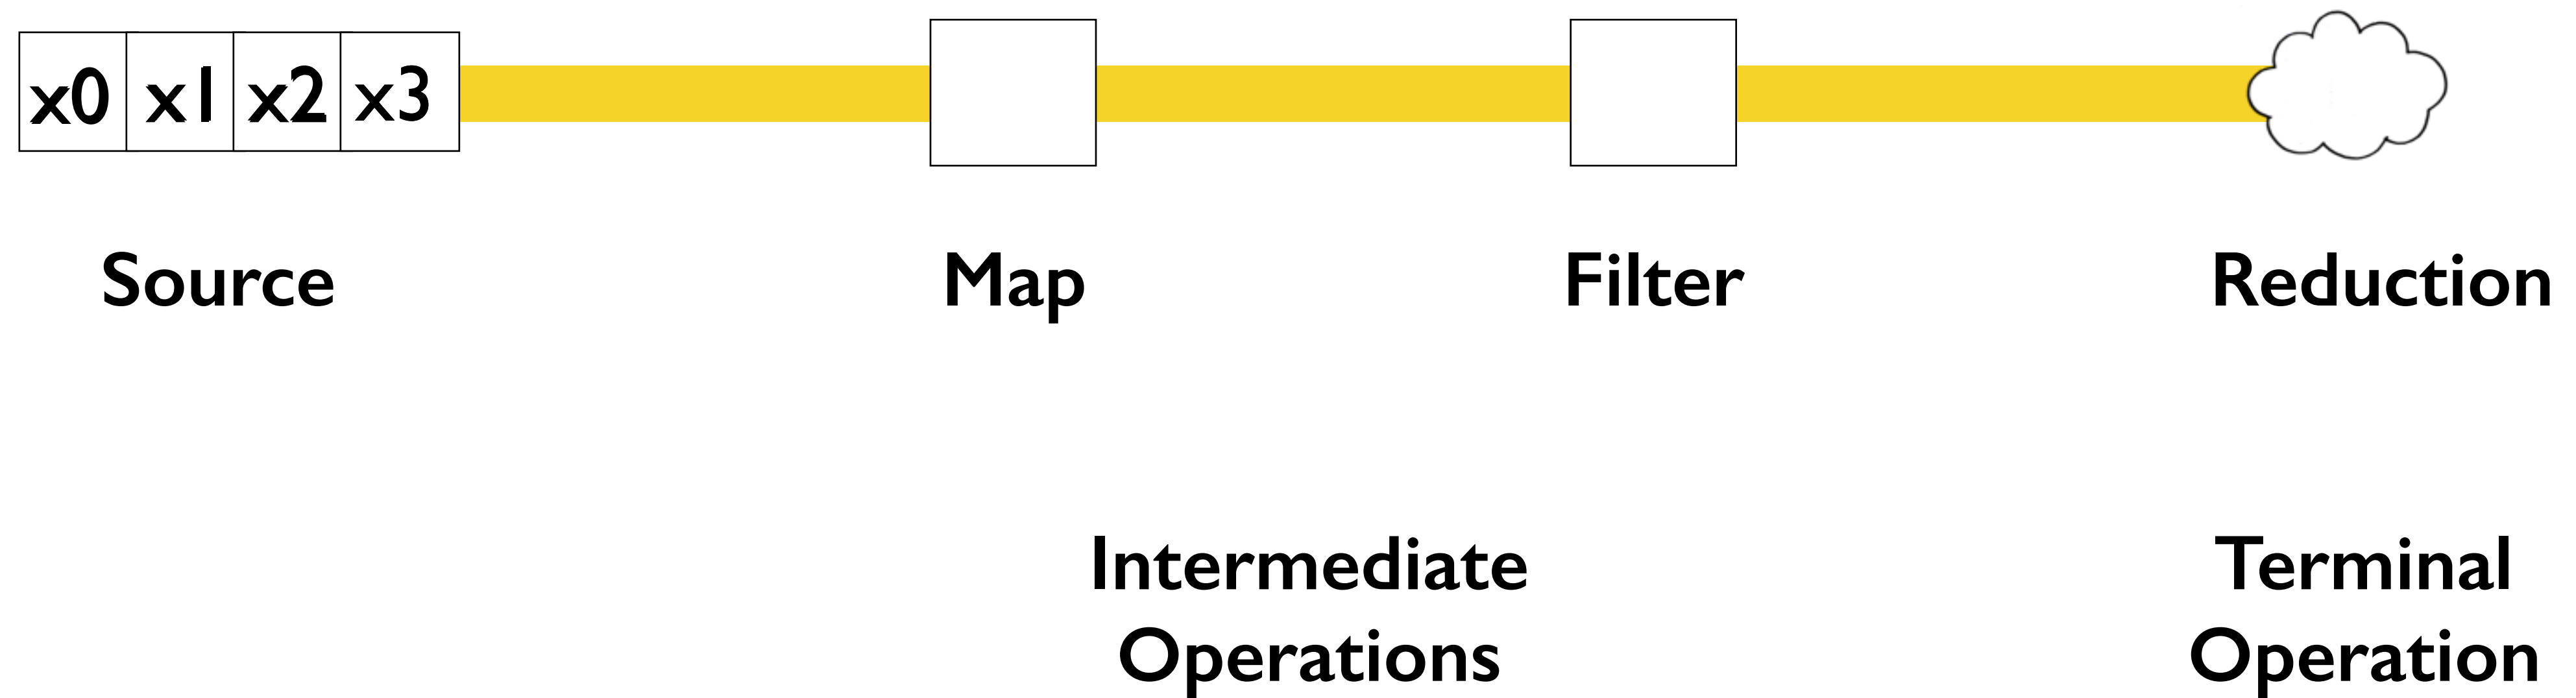 x0 x1 x2 x3
Source Map Filter Reduction
Intermediate Terminal
Operations Operation